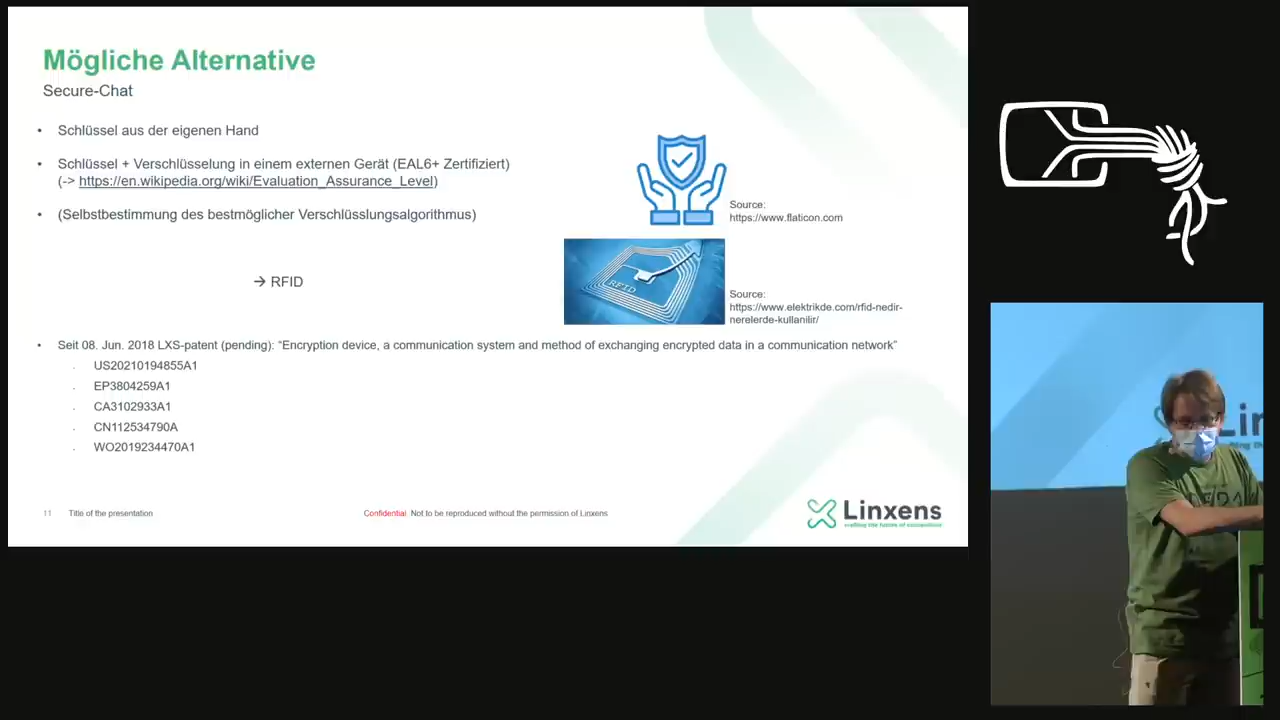 Mögliche Alternative
Secure-Chat
• Schlüssel aus der eigenen Hand
• Schlüssel + Verschlüsselung in einem externen Gerät (EAL6+ Zertifiziert)
(-> https://en.wikipedia.org/wiki/Evaluation_Assurance_Level)
• (Selbstbestimmung des bestmöglicher Verschlüsslungsalgorithmus)
→ RFID
Source:
https://www.flaticon.com
RFID
Source:
https://www.elektrikde.com/rfid-nedir-
nerelerde-kullanilir/
• Seit 08. Jun. 2018 LXS-patent (pending): “Encryption device, a communication system and method of exchanging encrypted data in a communication network”
US20210194855A1
EP3804259A1
CA3102933A1
CN112534790A
WO2019234470A1
11 Title of the presentation
Confidential Not to be reproduced without the permission of Linxens
Linxens